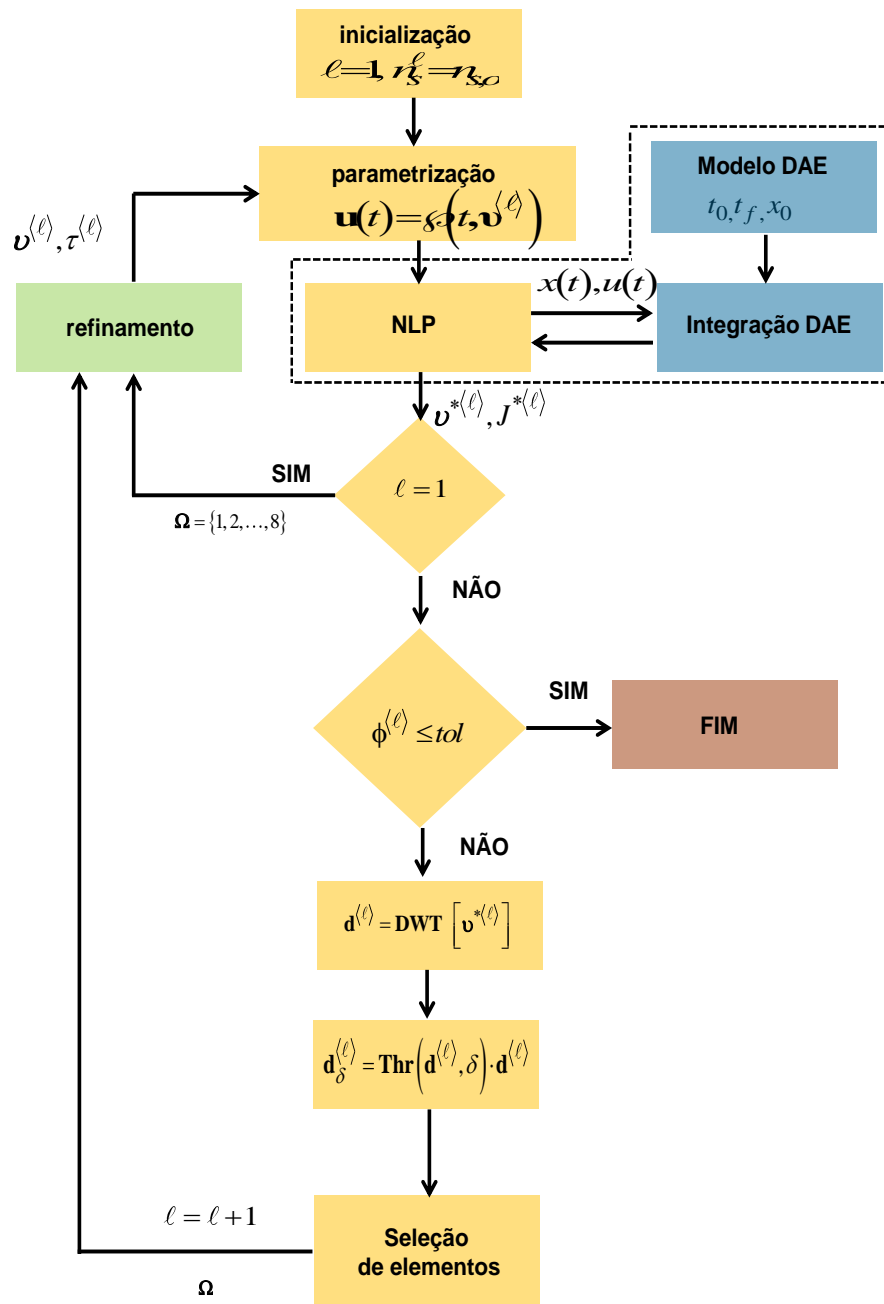 inicialização
ℓ=1, n_s^ℓ=n_{s,o}
parametrização
u(t)=℘(t,υ^⟨ℓ⟩)
Modelo DAE
t_0,t_f,x_0
υ^⟨ℓ⟩,τ^⟨ℓ⟩
refinamento
NLP
x(t),u(t)
Integração DAE
υ^*⟨ℓ⟩,J^*⟨ℓ⟩
SIM
ℓ=1
Ω={1,2,…,8}
NÃO
SIM
ϕ^⟨ℓ⟩≤tol
FIM
NÃO
d^⟨ℓ⟩=DWT[υ^*⟨ℓ⟩]
d_δ^⟨ℓ⟩=Thr(d^⟨ℓ⟩,δ)·d^⟨ℓ⟩
ℓ=ℓ+1
Seleção
de elementos
Ω